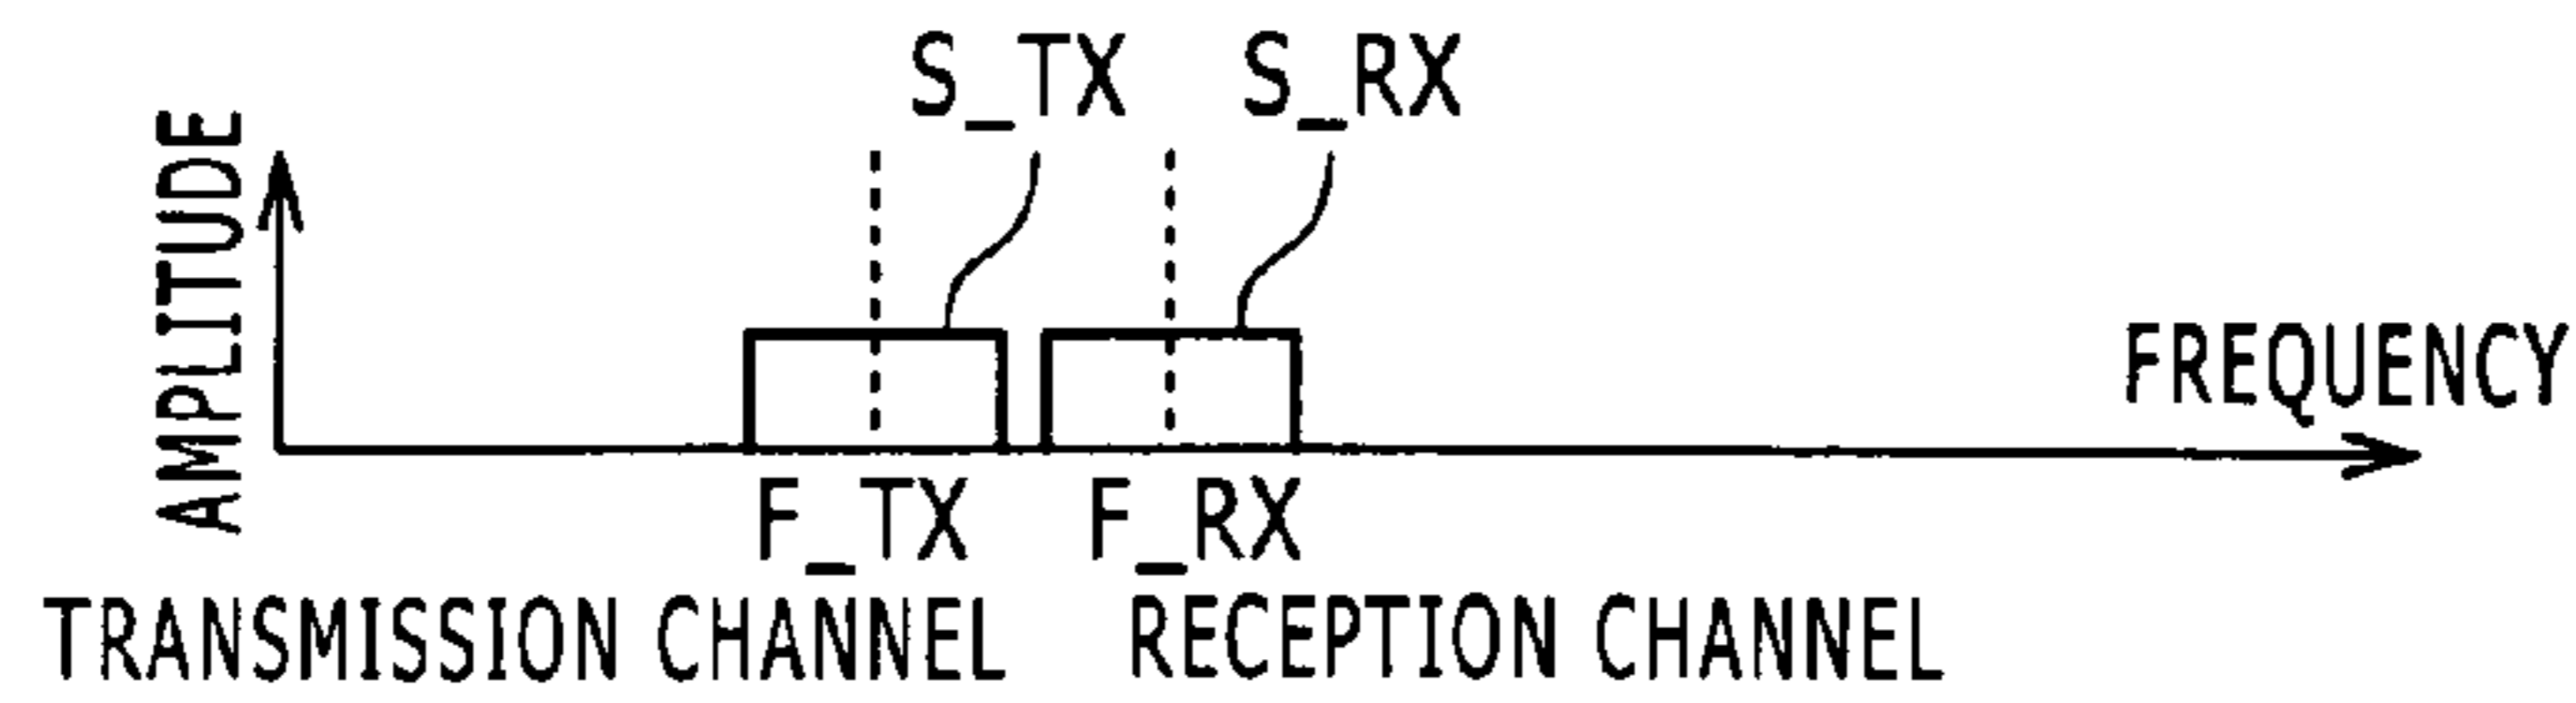 S_TX S_RX
AMPLITUDE
FREQUENCY
F_TX F_RX
TRANSMISSION CHANNEL RECEPTION CHANNEL